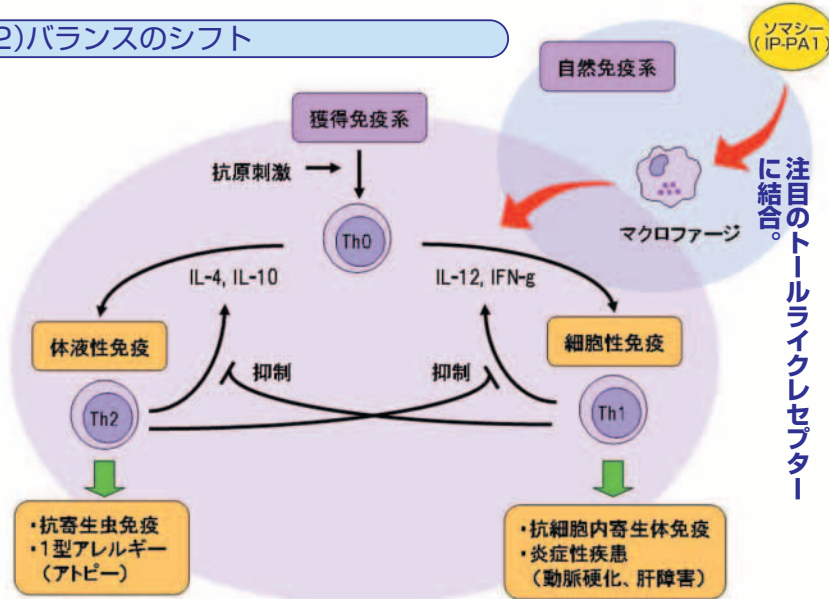 2)バランスのシフト
ソマシー
(IP-PA1)
自然免疫系
獲得免疫系
抗原刺激
マクロファージ
注目のトールライクレセプター
に結合。
Th0
IL-4, IL-10
IL-12, IFN-g
体液性免疫
細胞性免疫
抑制
抑制
Th2
Th1
・抗寄生虫免疫
・1型アレルギー
(アトピー)
・抗細胞内寄生体免疫
・炎症性疾患
(動脈硬化、肝障害)